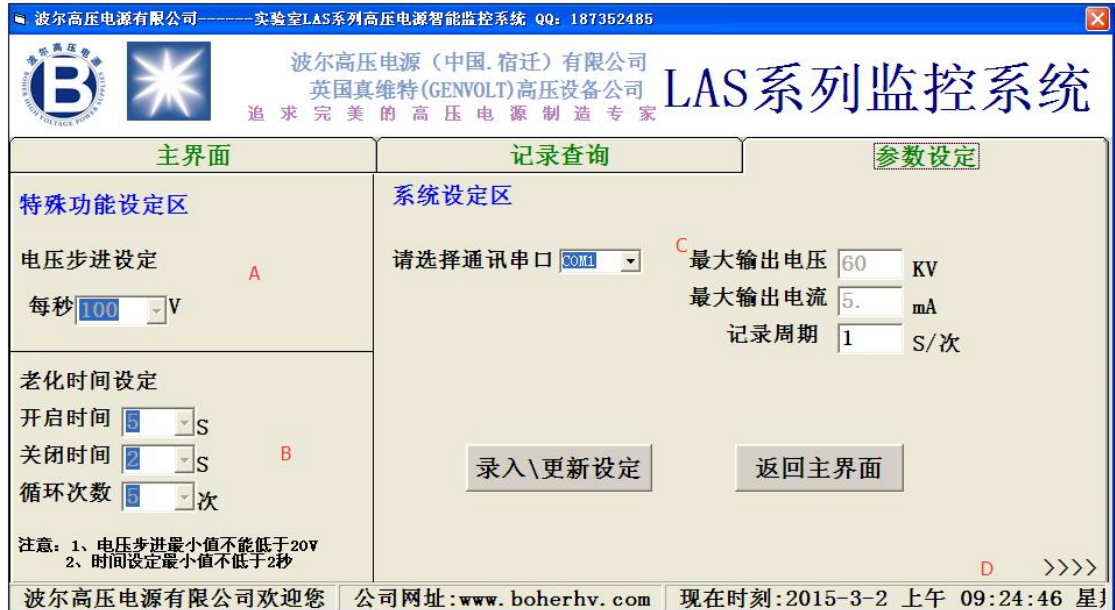 波尔高压电源有限公司------实验室LAS系列高压电源智能监控系统 QQ: 187352485
波尔高压电源（中国.宿迁）有限公司
英国真维特(GENVOLT)高压设备公司
追求完美的高压电源制造专家
LAS系列监控系统
B
主界面 记录查询 参数设定
特殊功能设定区
电压步进设定
A
每秒 100 V
老化时间设定
开启时间 5 S
关闭时间 2 S
B
循环次数 5 次
注意: 1、电压步进最小值不能低于20V
2、时间设定最小值不低于2秒
系统设定区
请选择通讯串口 COM1
C
最大输出电压 60 KV
最大输出电流 5. mA
记录周期 1 S/次
录入\更新设定 返回主界面
D >>>>
波尔高压电源有限公司欢迎您 公司网址:www.boherhv.com 现在时刻:2015-3-2 上午 09:24:46